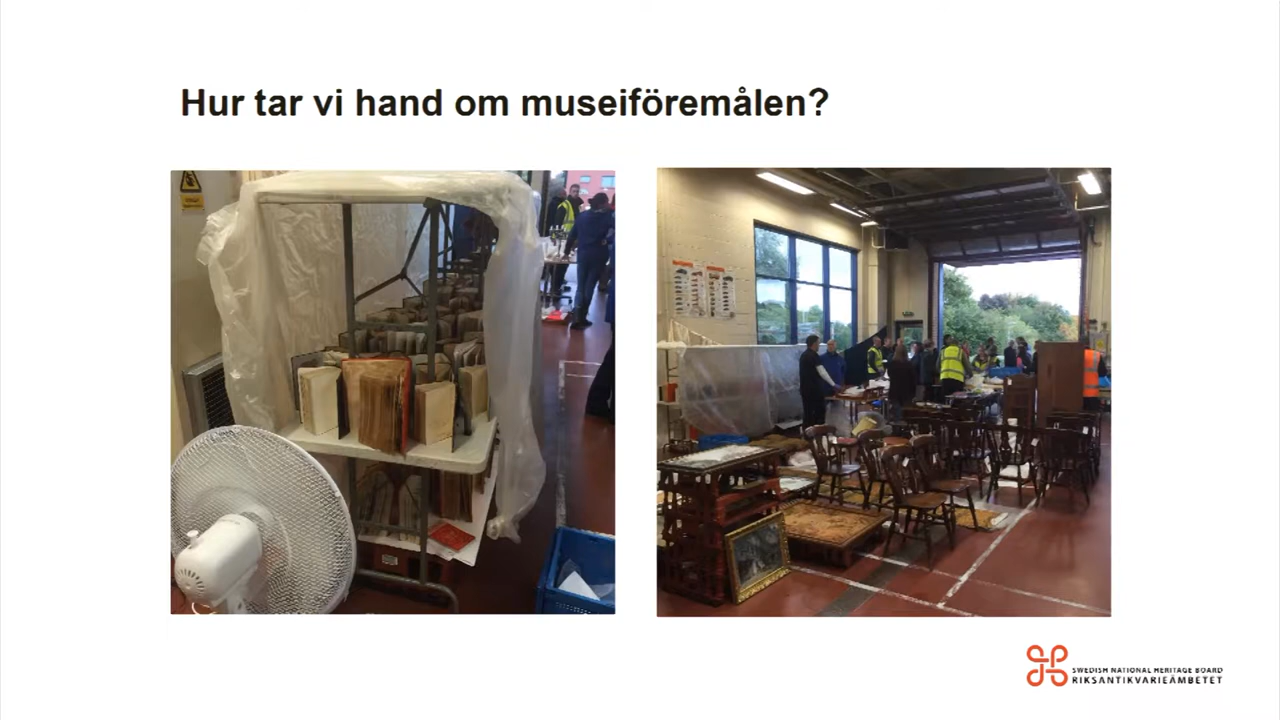 Hur tar vi hand om museiföremålen?
SWEDISH NATIONAL HERITAGE BOARD
RIKSANTIKVARIEÄMBETET